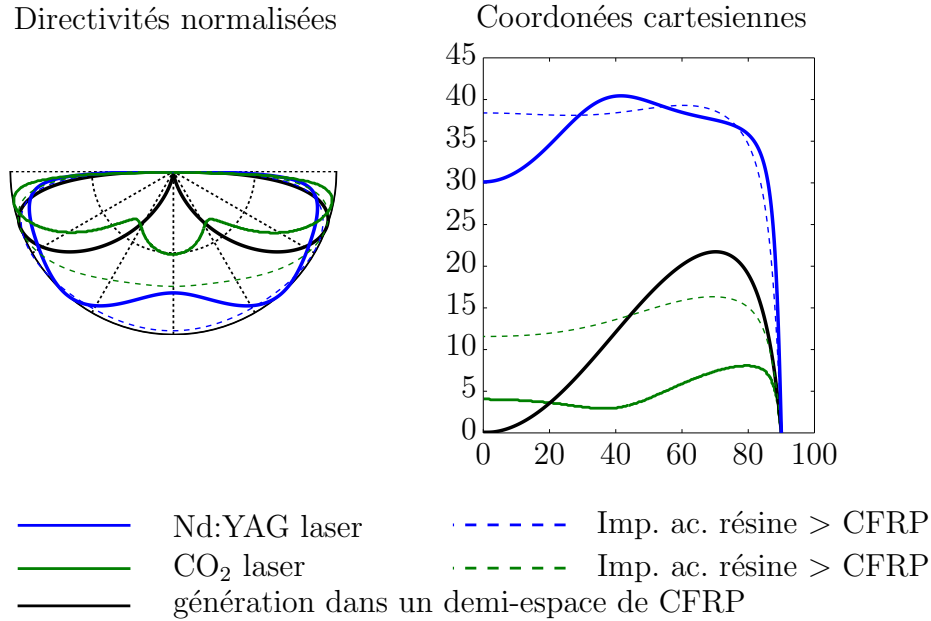 Directivités normalisées
Coordonées cartesiennes
45
40
35
30
25
20
15
10
5
0
0 20 40 60 80 100
Nd:YAG laser
Imp. ac. résine > CFRP
CO₂ laser
Imp. ac. résine > CFRP
génération dans un demi-espace de CFRP